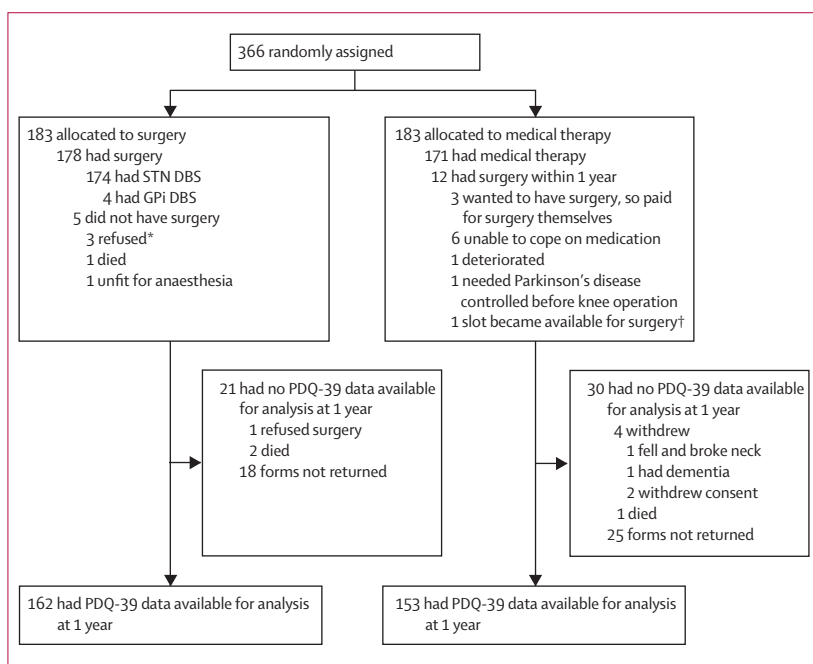 366 randomly assigned
183 allocated to surgery
178 had surgery
174 had STN DBS
4 had GPi DBS
5 did not have surgery
3 refused*
1 died
1 unfit for anaesthesia
183 allocated to medical therapy
171 had medical therapy
12 had surgery within 1 year
3 wanted to have surgery, so paid
for surgery themselves
6 unable to cope on medication
1 deteriorated
1 needed Parkinson's disease
controlled before knee operation
1 slot became available for surgery†
21 had no PDQ-39 data available
for analysis at 1 year
1 refused surgery
2 died
18 forms not returned
30 had no PDQ-39 data available
for analysis at 1 year
4 withdrew
1 fell and broke neck
1 had dementia
2 withdrew consent
1 died
25 forms not returned
162 had PDQ-39 data available for analysis
at 1 year
153 had PDQ-39 data available for analysis
at 1 year